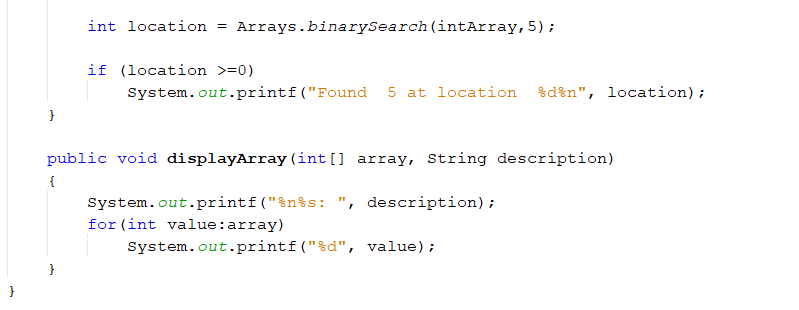 int location = Arrays.binarySearch(intArray,5);
if (location >=0)
System.out.printf("Found  5 at location  %d%n", location);
}
public void displayArray(int[] array, String description)
{
System.out.printf("%n%s: ", description);
for(int value:array)
System.out.printf("%d", value);
}
}